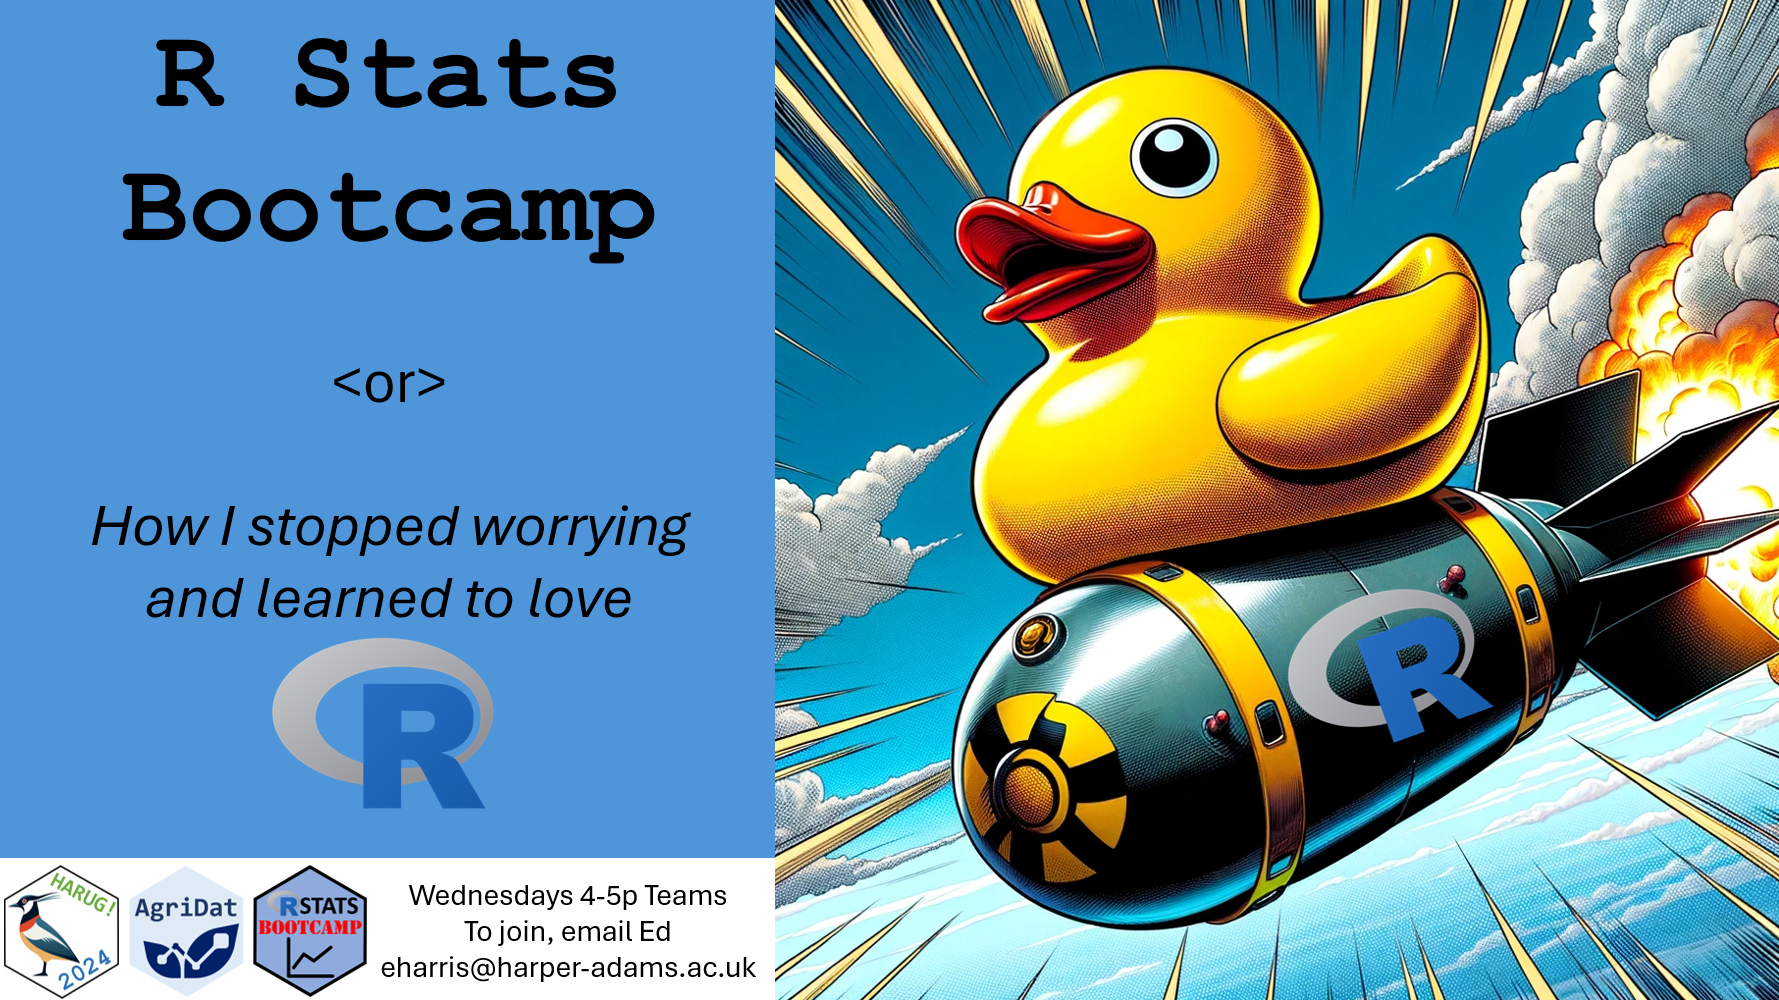 R Stats
Bootcamp
<or>
How I stopped worrying
and learned to love
R
HARUG!
2024
AgriDat
RSTATS
BOOTCAMP
Wednesdays 4-5p Teams
To join, email Ed
eharris@harper-adams.ac.uk
R